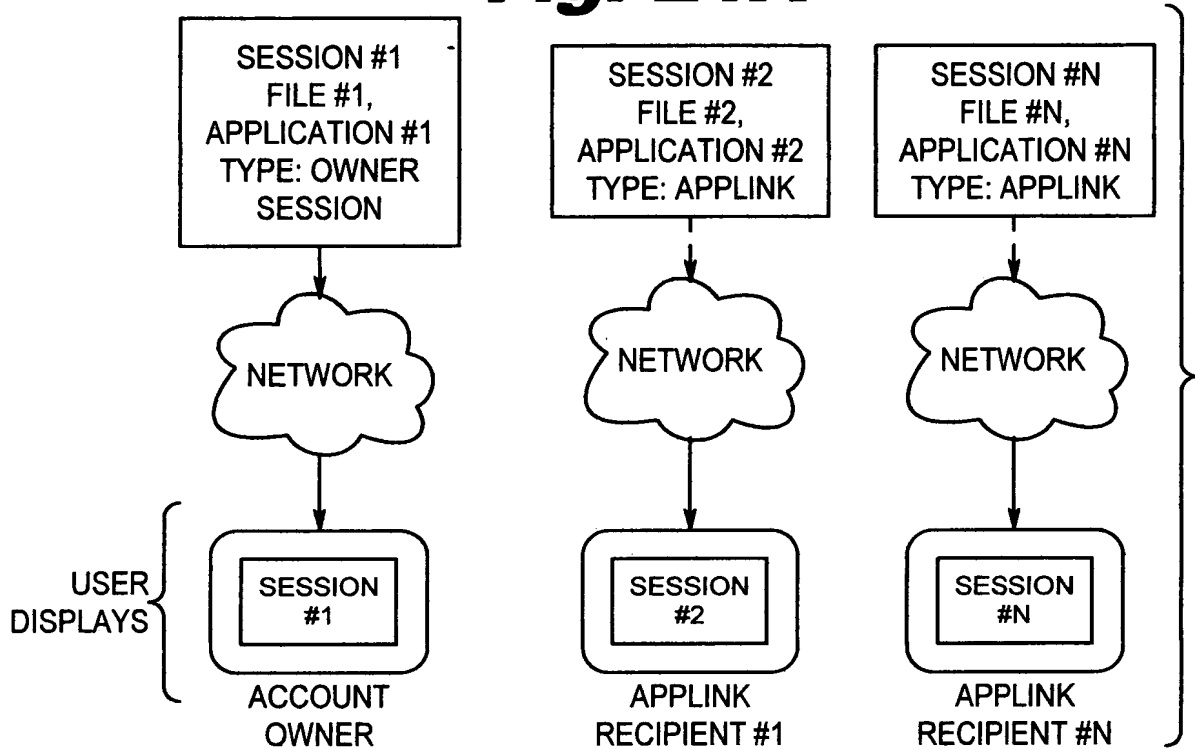 SESSION #1
FILE #1,
APPLICATION #1
TYPE: OWNER
SESSION
SESSION #2
FILE #2,
APPLICATION #2
TYPE: APPLINK
SESSION #N
FILE #N,
APPLICATION #N
TYPE: APPLINK
NETWORK
NETWORK
NETWORK
USER
DISPLAYS
SESSION
#1
SESSION
#2
SESSION
#N
ACCOUNT
OWNER
APPLINK
RECIPIENT #1
APPLINK
RECIPIENT #N